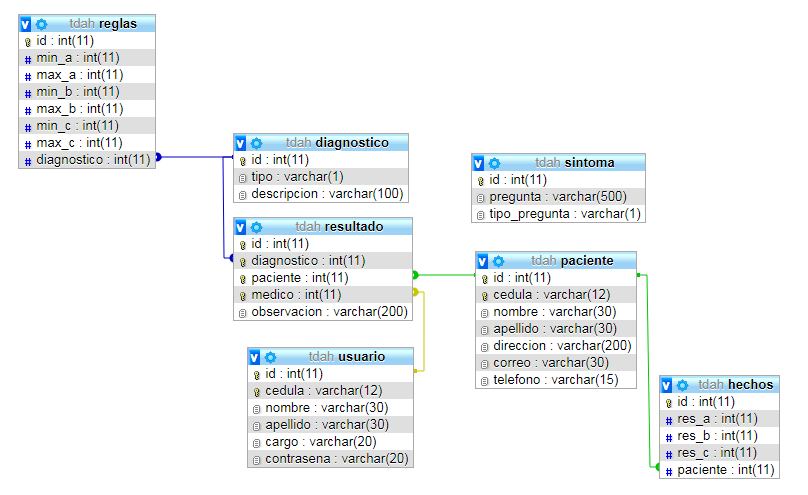 tdah reglas
id : int(11)
min_a : int(11)
max_a : int(11)
min_b : int(11)
max_b : int(11)
min_c : int(11)
max_c : int(11)
diagnostico : int(11)
tdah diagnostico
id : int(11)
tipo : varchar(1)
descripcion : varchar(100)
tdah sintoma
id : int(11)
pregunta : varchar(500)
tipo_pregunta : varchar(1)
tdah resultado
id : int(11)
diagnostico : int(11)
paciente : int(11)
medico : int(11)
observacion : varchar(200)
tdah paciente
id : int(11)
cedula : varchar(12)
nombre : varchar(30)
apellido : varchar(30)
direccion : varchar(200)
correo : varchar(30)
telefono : varchar(15)
tdah usuario
id : int(11)
cedula : varchar(12)
nombre : varchar(30)
apellido : varchar(30)
cargo : varchar(20)
contrasena : varchar(20)
tdah hechos
id : int(11)
res_a : int(11)
res_b : int(11)
res_c : int(11)
paciente : int(11)